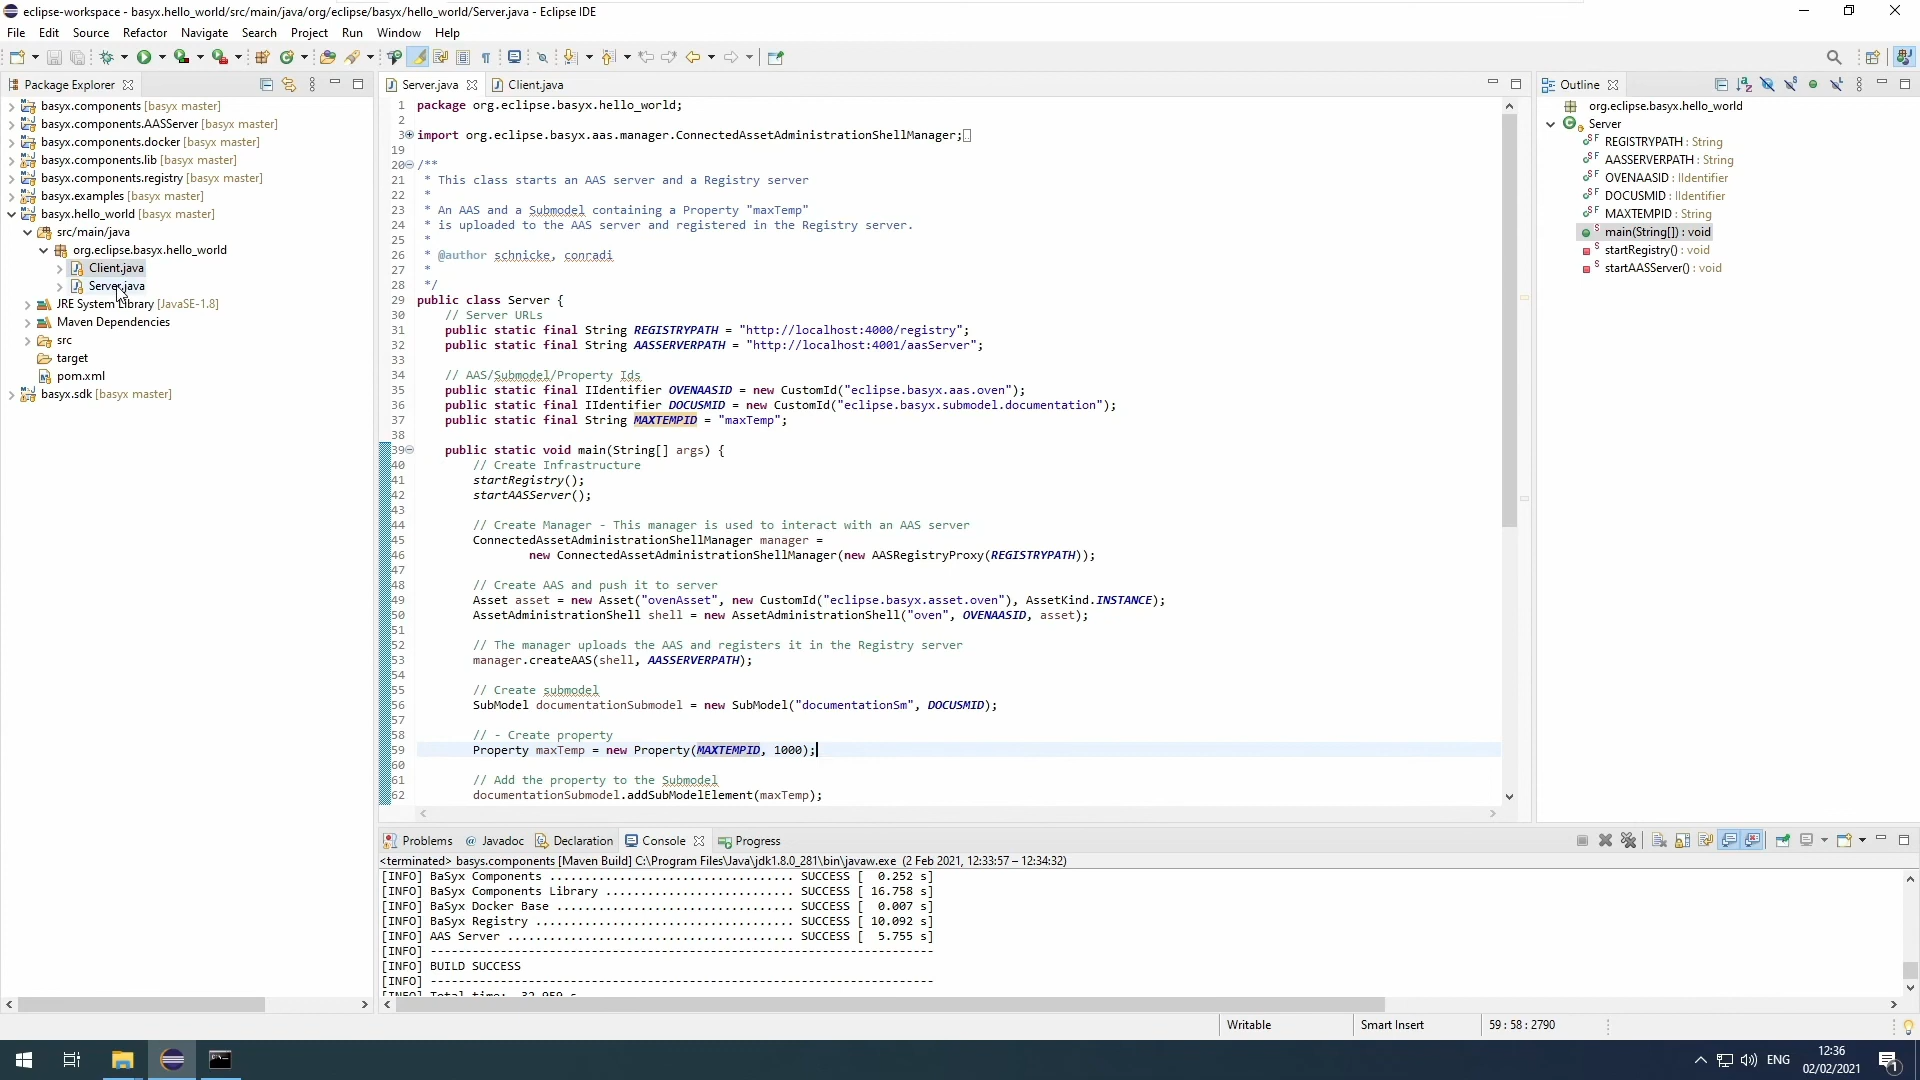 eclipse-workspace - basyx.hello_world/src/main/java/org/eclipse/basyx/hello_world/Server.java - Eclipse IDE
File Edit Source Refactor Navigate Search Project Run Window Help
Package Explorer
basyx.components [basyx master]
basyx.components.AASServer [basyx master]
basyx.components.docker [basyx master]
basyx.components.lib [basyx master]
basyx.components.registry [basyx master]
basyx.examples [basyx master]
basyx.hello_world [basyx master]
src/main/java
org.eclipse.basyx.hello_world
Client.java
Server.java
JRE System Library [JavaSE-1.8]
Maven Dependencies
src
target
pom.xml
basyx.sdk [basyx master]
Server.java Client.java
1 package org.eclipse.basyx.hello_world;
2
3 import org.eclipse.basyx.aas.manager.ConnectedAssetAdministrationShellManager;
19
20 /**
21 * This class starts an AAS server and a Registry server
22 *
23 * An AAS and a Submodel containing a Property "maxTemp"
24 * is uploaded to the AAS server and registered in the Registry server.
25 *
26 * @author schnicke, conradi
27 *
28 */
29 public class Server {
30 // Server URLs
31 public static final String REGISTRYPATH = "http://localhost:4000/registry";
32 public static final String AASSERVERPATH = "http://localhost:4001/aasServer";
33
34 // AAS/Submodel/Property Ids
35 public static final IIdentifier OVENAASID = new CustomId("eclipse.basyx.aas.oven");
36 public static final IIdentifier DOCUSMID = new CustomId("eclipse.basyx.submodel.documentation");
37 public static final String MAXTEMPID = "maxTemp";
38
39 public static void main(String[] args) {
40 // Create Infrastructure
41 startRegistry();
42 startAASServer();
43
44 // Create Manager - This manager is used to interact with an AAS server
45 ConnectedAssetAdministrationShellManager manager =
46 new ConnectedAssetAdministrationShellManager(new AASRegistryProxy(REGISTRYPATH));
47
48 // Create AAS and push it to server
49 Asset asset = new Asset("ovenAsset", new CustomId("eclipse.basyx.asset.oven"), AssetKind.INSTANCE);
50 AssetAdministrationShell shell = new AssetAdministrationShell("oven", OVENAASID, asset);
51
52 // The manager uploads the AAS and registers it in the Registry server
53 manager.createAAS(shell, AASSERVERPATH);
54
55 // Create submodel
56 SubModel documentationSubmodel = new SubModel("documentationSm", DOCUSMID);
57
58 // - Create property
59 Property maxTemp = new Property(MAXTEMPID, 1000);
60
61 // Add the property to the Submodel
62 documentationSubmodel.addSubModelElement(maxTemp);
Outline
org.eclipse.basyx.hello_world
Server
REGISTRYPATH : String
AASSERVERPATH : String
OVENAASID : IIdentifier
DOCUSMID : IIdentifier
MAXTEMPID : String
main(String[]) : void
startRegistry() : void
startAASServer() : void
Problems Javadoc Declaration Console Progress
<terminated> basys.components [Maven Build] C:\Program Files\Java\jdk1.8.0_281\bin\javaw.exe (2 Feb 2021, 12:33:57 – 12:34:32)
[INFO] BaSyx Components ................................ SUCCESS [ 0.252 s]
[INFO] BaSyx Components Library ........................ SUCCESS [ 16.758 s]
[INFO] BaSyx Docker Base ............................... SUCCESS [ 0.007 s]
[INFO] BaSyx Registry .................................. SUCCESS [ 10.092 s]
[INFO] AAS Server ...................................... SUCCESS [ 5.755 s]
[INFO] ------------------------------------------------------------------------
[INFO] BUILD SUCCESS
[INFO] ------------------------------------------------------------------------
[INFO] Total time: 32.959 s
Writable Smart Insert 59 : 58 : 2790
ENG
12:36
02/02/2021
1